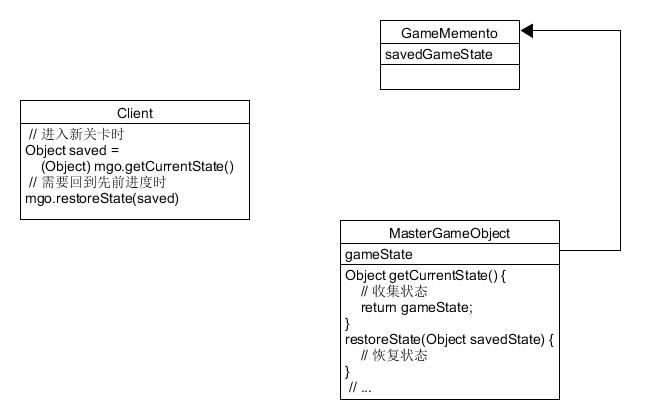 GameMemento
savedGameState
Client
// 进入新关卡时
Object saved =
(Object) mgo.getCurrentState()
// 需要回到先前进度时
mgo.restoreState(saved)
MasterGameObject
gameState
Object getCurrentState() {
// 收集状态
return gameState;
}
restoreState(Object savedState) {
// 恢复状态
}
// ...